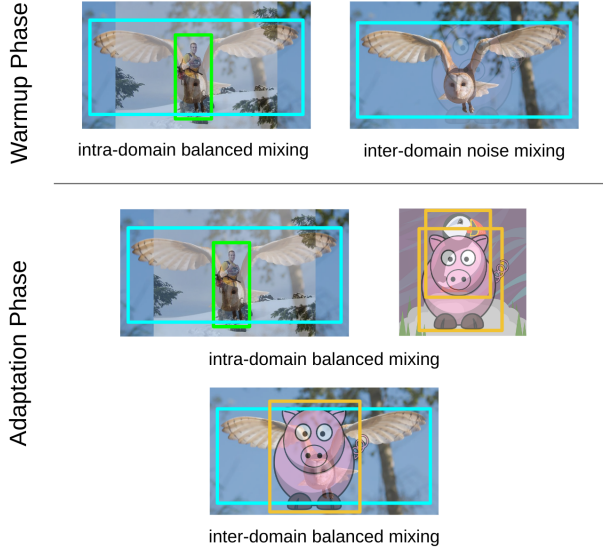 Warmup Phase
intra-domain balanced mixing
inter-domain noise mixing
Adaptation Phase
intra-domain balanced mixing
inter-domain balanced mixing